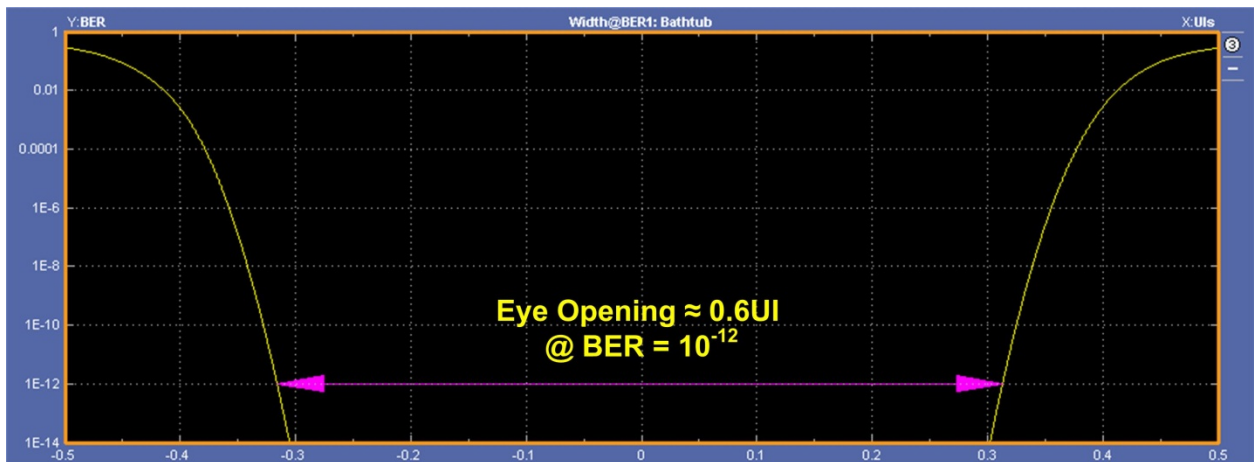 Y:BER Width@BER1: Bathtub X:UIs
1
3
0.01
0.0001
1E-6
1E-8
Eye Opening ≈ 0.6UI
1E-10
@ BER = 10⁻¹²
1E-12
1E-14
-0.5 -0.4 -0.3 -0.2 -0.1 0 0.1 0.2 0.3 0.4 0.5